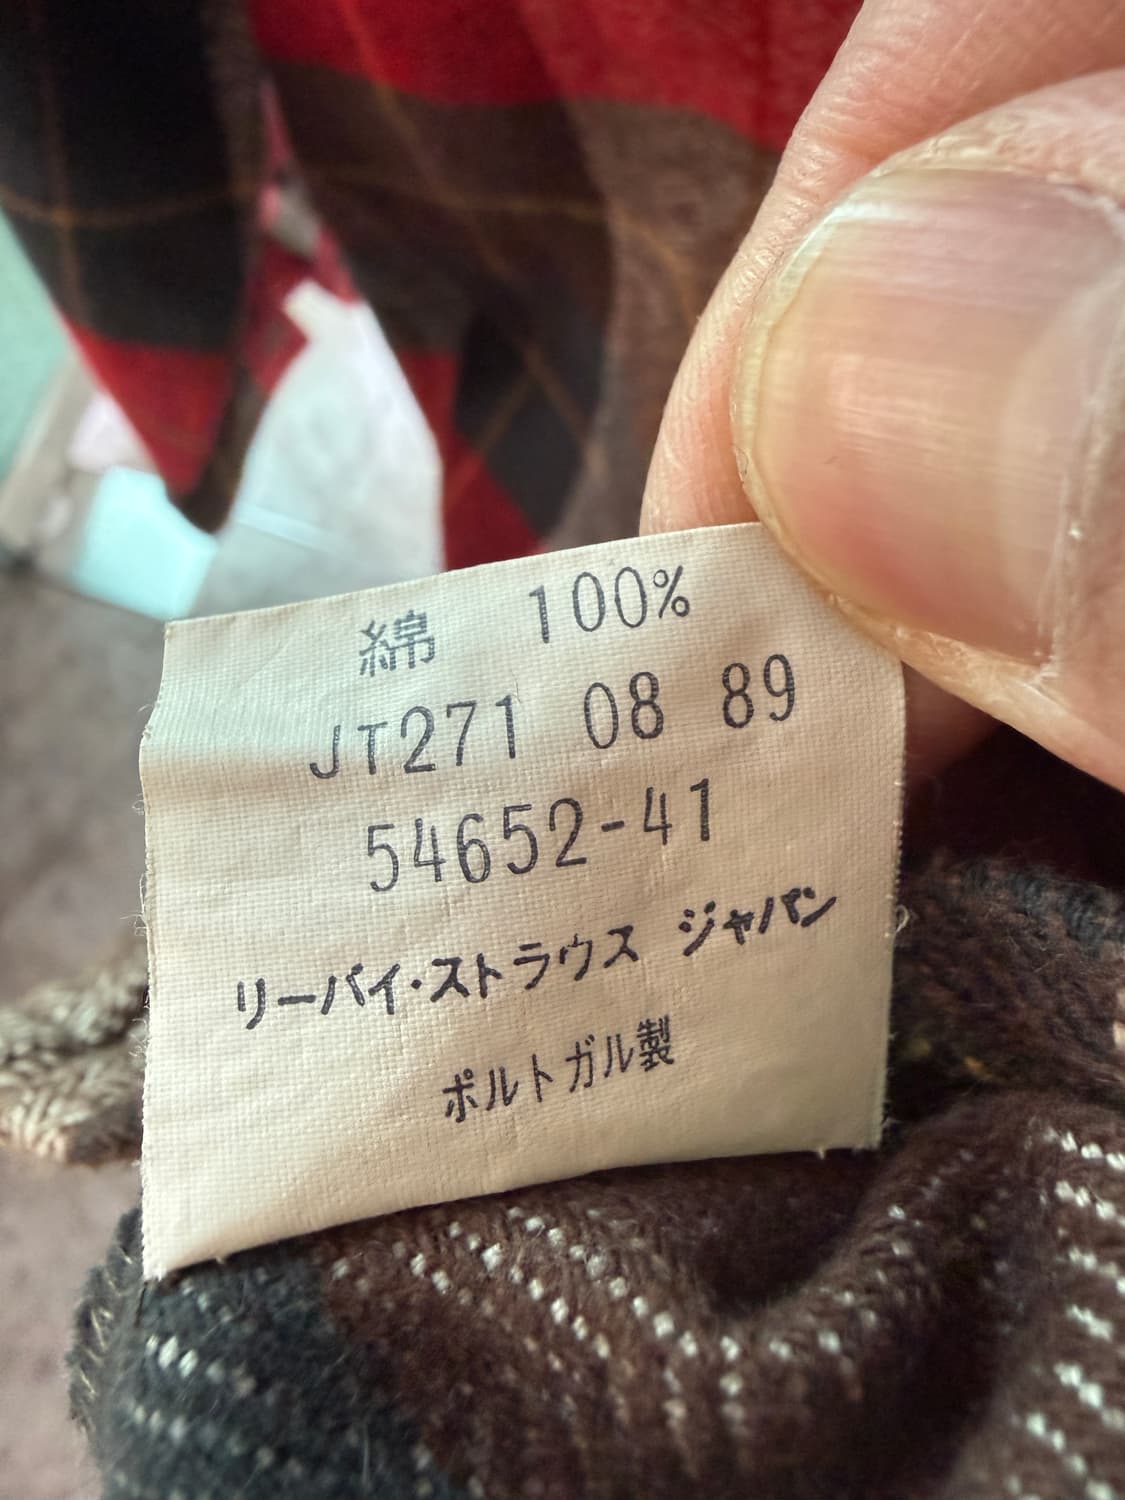 綿 100%
JT271 08 89
54652-41
リーバイ・ストラウス ジャパン
ポルトガル製